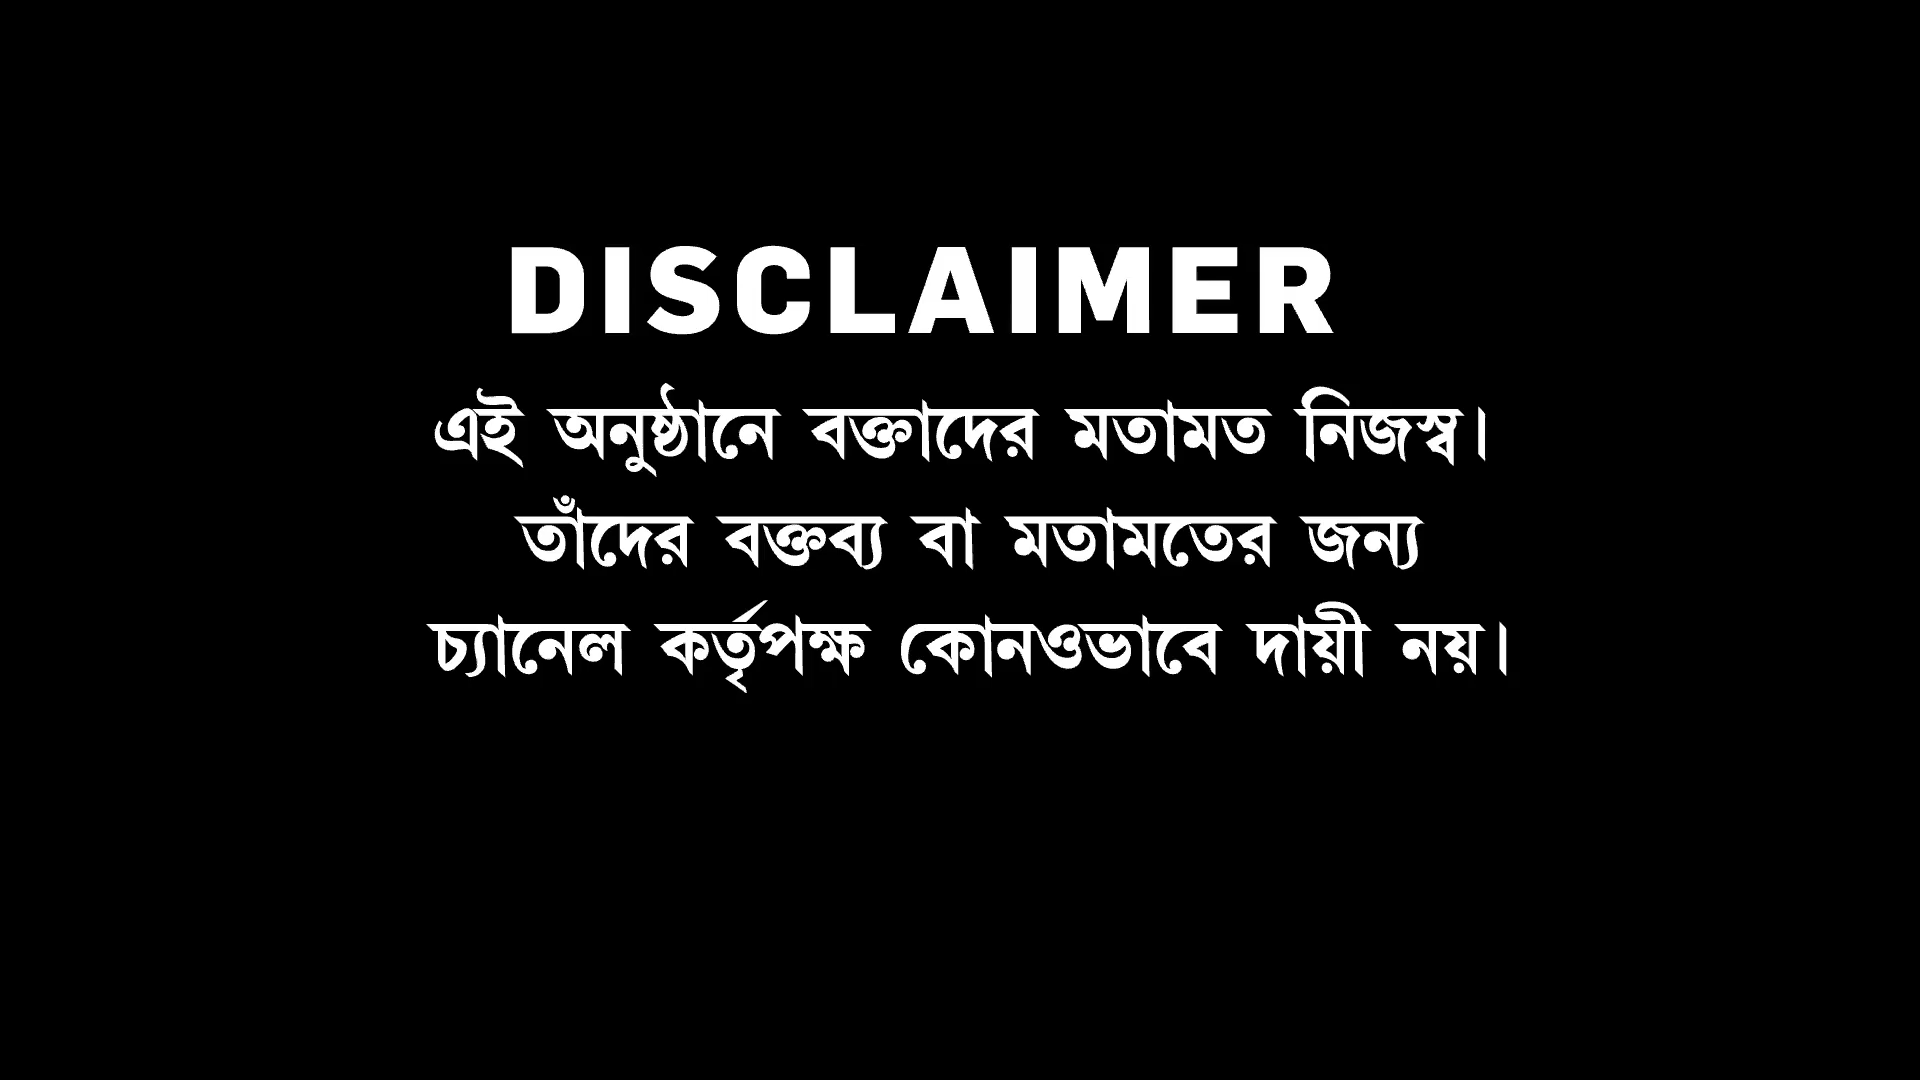 DISCLAIMER
এই অনুষ্ঠানে বক্তাদের মতামত নিজস্ব।
তাঁদের বক্তব্য বা মতামতের জন্য
চ্যানেল কর্তৃপক্ষ কোনওভাবে দায়ী নয়।